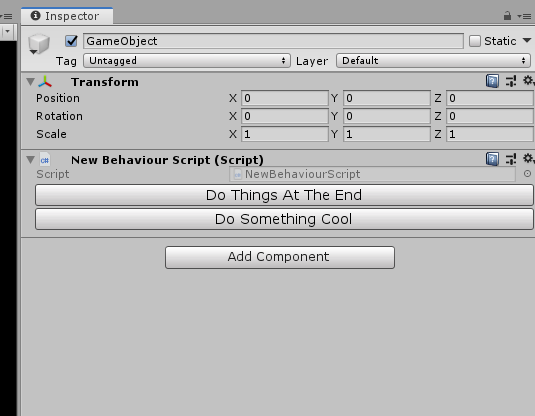 Inspector
GameObject Static
Tag Untagged Layer Default
Transform
Position X 0 Y 0 Z 0
Rotation X 0 Y 0 Z 0
Scale X 1 Y 1 Z 1
New Behaviour Script (Script)
Script NewBehaviourScript
Do Things At The End
Do Something Cool
Add Component